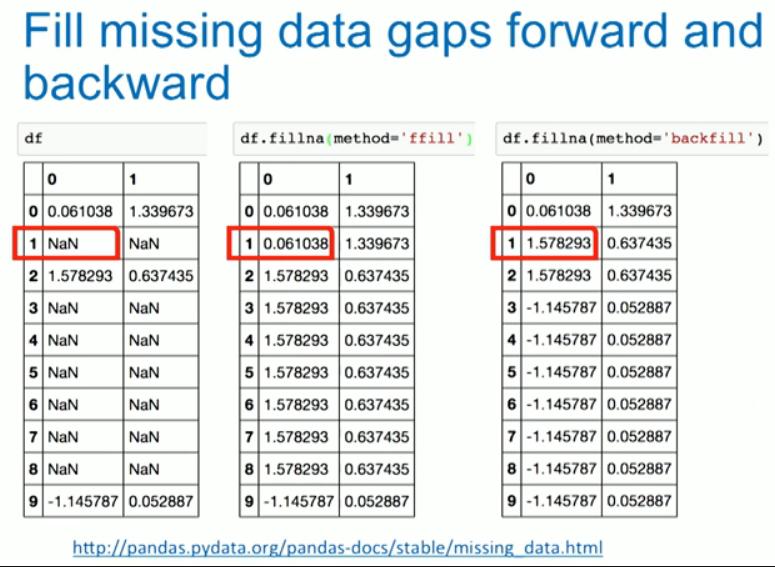 Fill missing data gaps forward and
backward
df
0 1
0 0.061038 1.339673
1 NaN NaN
2 1.578293 0.637435
3 NaN NaN
4 NaN NaN
5 NaN NaN
6 NaN NaN
7 NaN NaN
8 NaN NaN
9 -1.145787 0.052887
df.fillna(method='ffill')
0 1
0 0.061038 1.339673
1 0.061038 1.339673
2 1.578293 0.637435
3 1.578293 0.637435
4 1.578293 0.637435
5 1.578293 0.637435
6 1.578293 0.637435
7 1.578293 0.637435
8 1.578293 0.637435
9 -1.145787 0.052887
df.fillna(method='backfill')
0 1
0 0.061038 1.339673
1 1.578293 0.637435
2 1.578293 0.637435
3 -1.145787 0.052887
4 -1.145787 0.052887
5 -1.145787 0.052887
6 -1.145787 0.052887
7 -1.145787 0.052887
8 -1.145787 0.052887
9 -1.145787 0.052887
http://pandas.pydata.org/pandas-docs/stable/missing_data.html